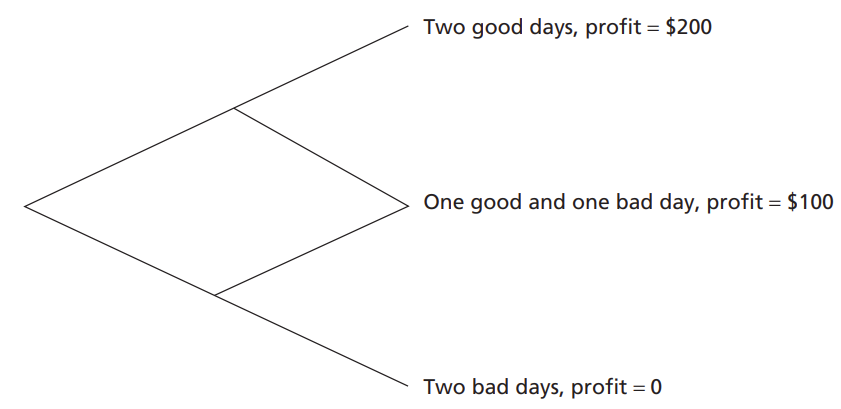 Two good days, profit = $200
One good and one bad day, profit = $100
Two bad days, profit = 0